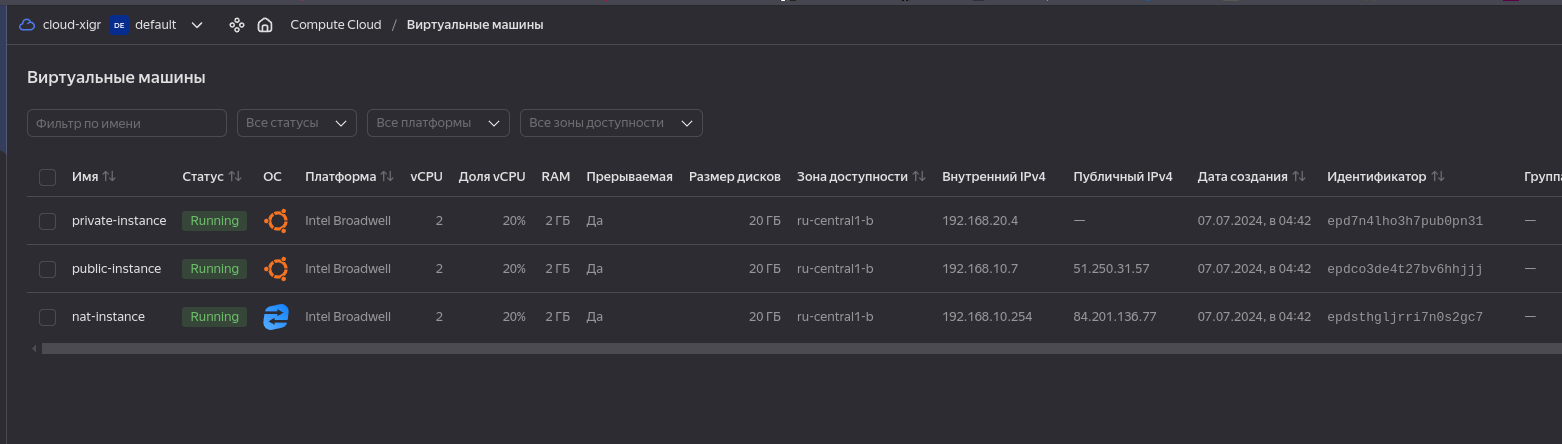 cloud-xigr DE default Compute Cloud / Виртуальные машины
Виртуальные машины
Фильтр по имени Все статусы Все платформы Все зоны доступности
Имя Статус ОС Платформа vCPU Доля vCPU RAM Прерываемая Размер дисков Зона доступности Внутренний IPv4 Публичный IPv4 Дата создания Идентификатор Группа
private-instance Running Intel Broadwell 2 20% 2 ГБ Да 20 ГБ ru-central1-b 192.168.20.4 — 07.07.2024, в 04:42 epd7n4lho3h7pub0pn31 —
public-instance Running Intel Broadwell 2 20% 2 ГБ Да 20 ГБ ru-central1-b 192.168.10.7 51.250.31.57 07.07.2024, в 04:42 epdco3de4t27bv6hhjjj —
nat-instance Running Intel Broadwell 2 20% 2 ГБ Да 20 ГБ ru-central1-b 192.168.10.254 84.201.136.77 07.07.2024, в 04:42 epdsthgljrri7n0s2gc7 —